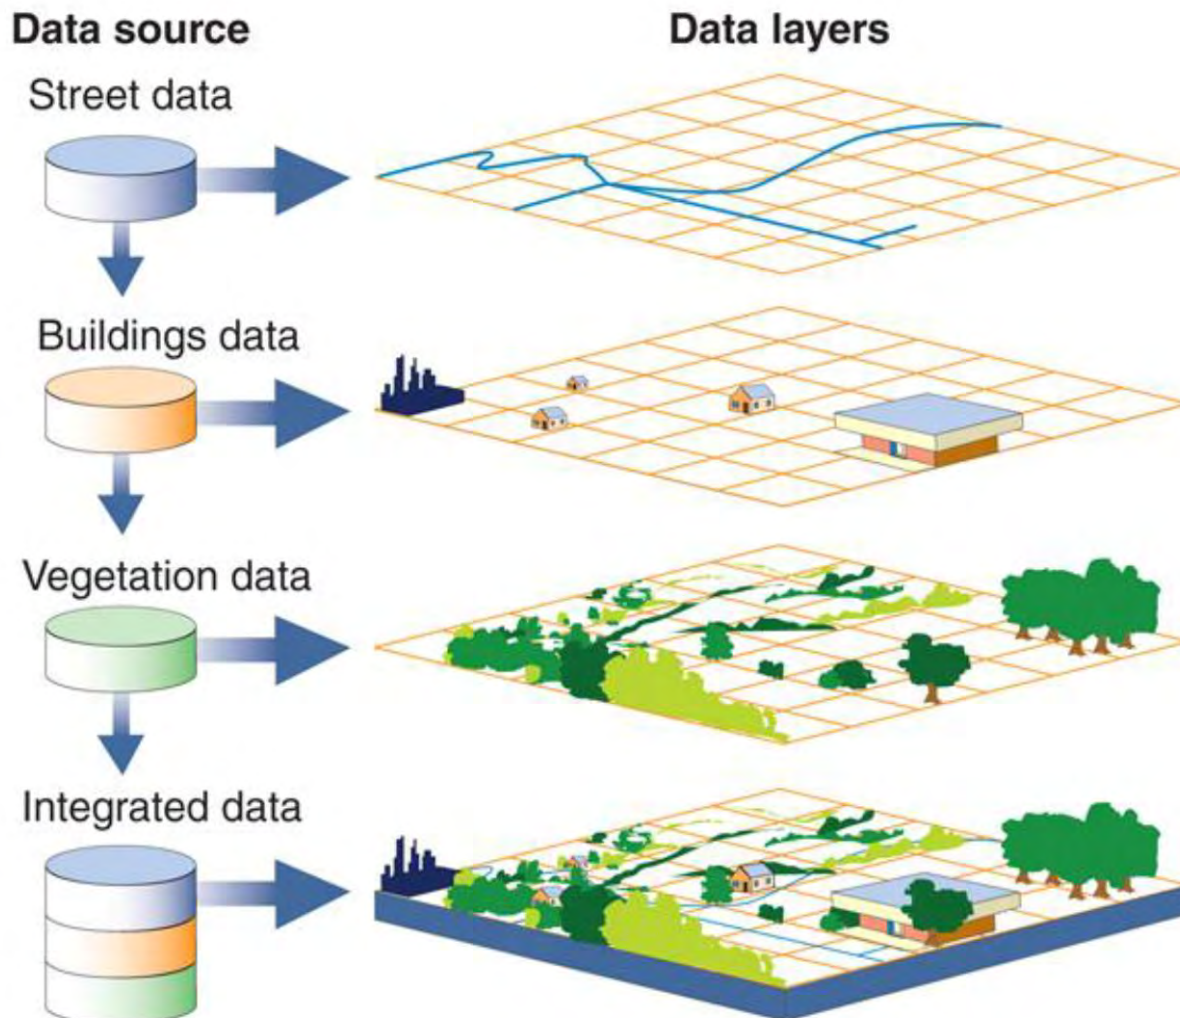 Data source
Data layers
Street data
Buildings data
Vegetation data
Integrated data